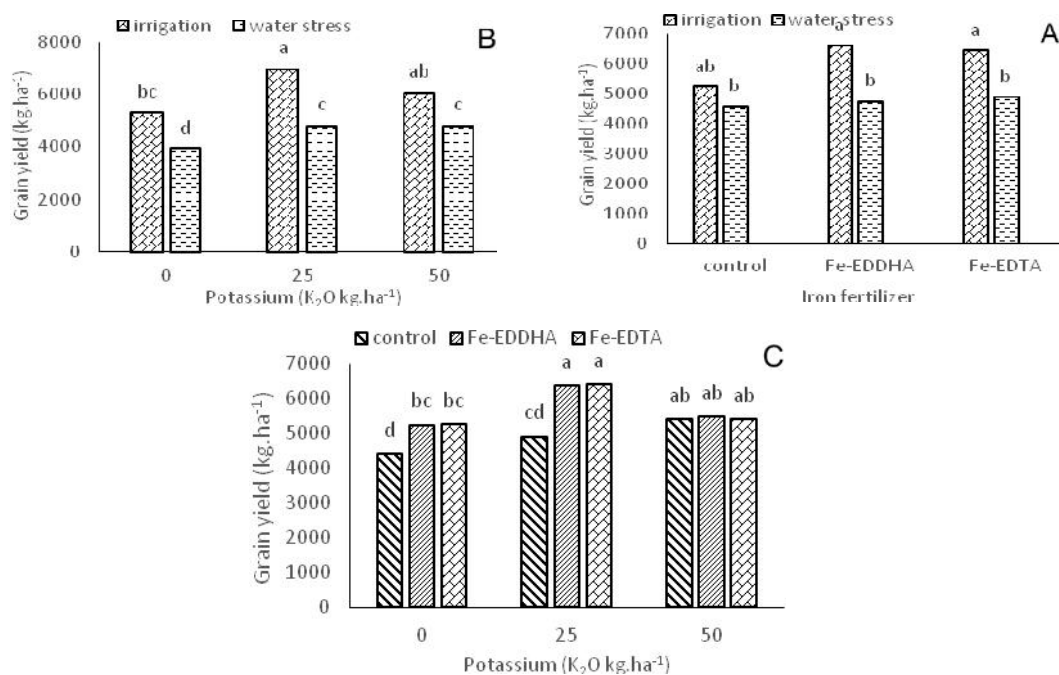 irrigation water stress
B
Grain yield (kg.ha⁻¹)
8000
6000
4000
2000
0
bc
d
a
c
ab
c
0 25 50
Potassium (K₂O kg.ha⁻¹)
irrigation water stress
A
Grain yield (kg.ha⁻¹)
7000
6000
5000
4000
3000
2000
1000
0
ab
b
a
b
a
b
control Fe-EDDHA Fe-EDTA
Iron fertilizer
control Fe-EDDHA Fe-EDTA
C
Grain yield (kg.ha⁻¹)
7000
6000
5000
4000
3000
2000
1000
0
d bc bc
cd a a
ab ab ab
0 25 50
Potassium (K₂O kg.ha⁻¹)